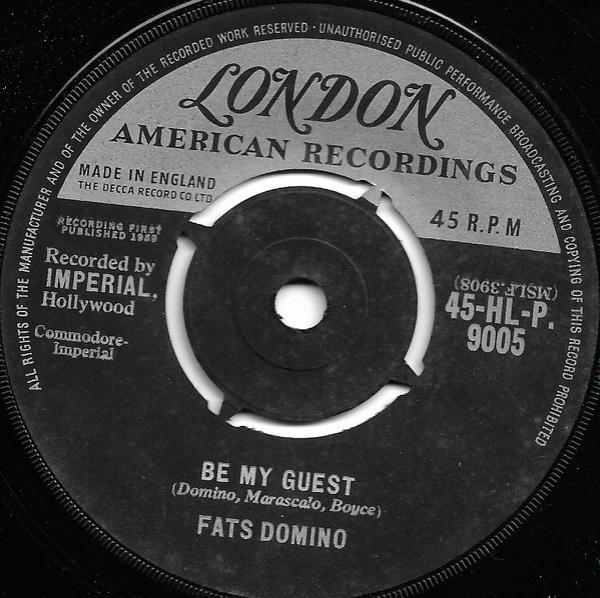 ALL RIGHTS OF THE MANUFACTURER AND OF THE OWNER OF THE RECORDED WORK RESERVED · UNAUTHORISED PUBLIC PERFORMANCE BROADCASTING AND COPYING OF THIS RECORD PROHIBITED
LONDON
AMERICAN RECORDINGS
MADE IN ENGLAND
THE DECCA RECORD CO. LTD
45 R.P.M
RECORDING FIRST
PUBLISHED 1959
Recorded by
IMPERIAL,
Hollywood
Commodore-
Imperial
(MSLF.3908)
45-HL-P.
9005
BE MY GUEST
(Domino, Marascalo, Boyce)
FATS DOMINO